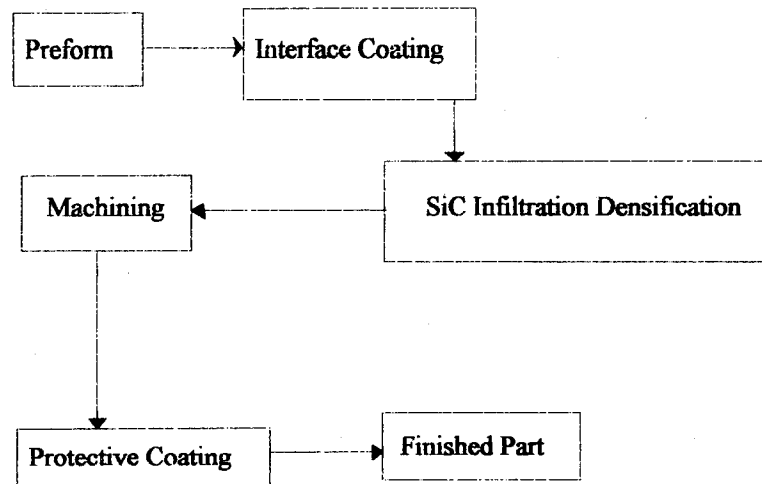 Preform
Interface Coating
SiC Infiltration Densification
Machining
Protective Coating
Finished Part